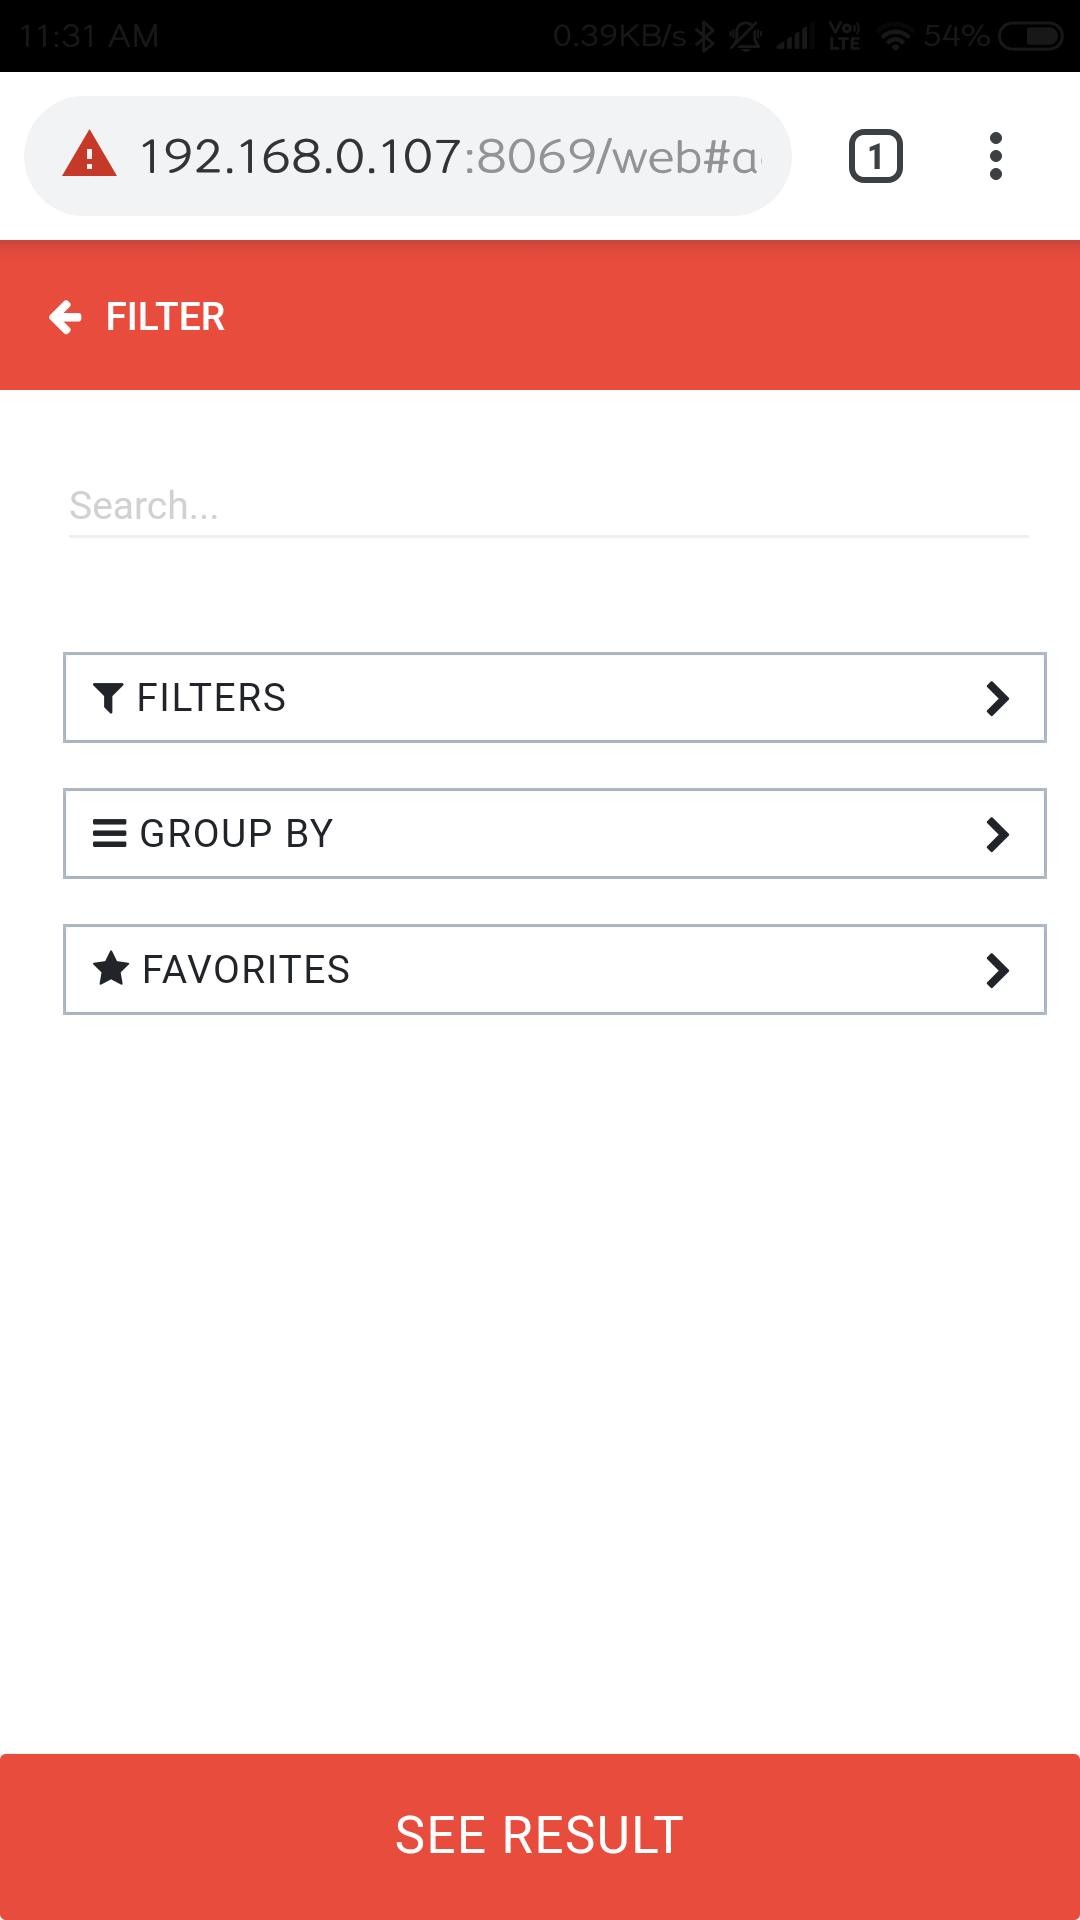 11:31 AM 0.39KB/s VoLTE 54%
192.168.0.107:8069/web#a
1
FILTER
Search...
FILTERS
GROUP BY
FAVORITES
SEE RESULT